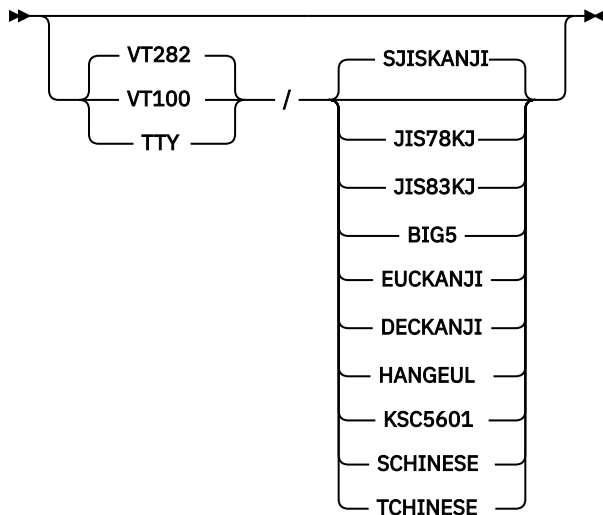 VT282
VT100
TTY
/
SJISKANJI
JIS78KJ
JIS83KJ
BIG5
EUCKANJI
DECKANJI
HANGEUL
KSC5601
SCHINESE
TCHINESE